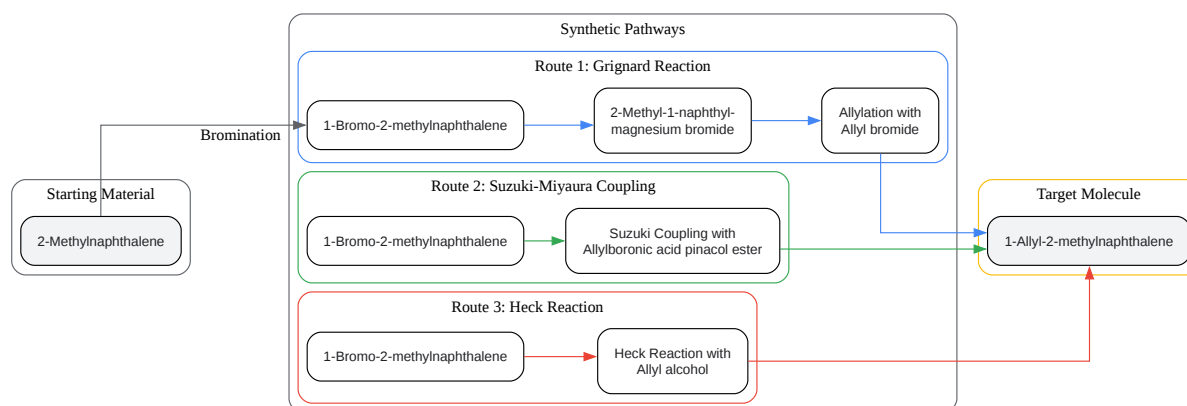 Synthetic Pathways
Route 1: Grignard Reaction
1-Bromo-2-methylnaphthalene
2-Methyl-1-naphthyl-
magnesium bromide
Allylation with
Allyl bromide
Bromination
Starting Material
2-Methylnaphthalene
Route 2: Suzuki-Miyaura Coupling
1-Bromo-2-methylnaphthalene
Suzuki Coupling with
Allylboronic acid pinacol ester
Target Molecule
1-Allyl-2-methylnaphthalene
Route 3: Heck Reaction
1-Bromo-2-methylnaphthalene
Heck Reaction with
Allyl alcohol